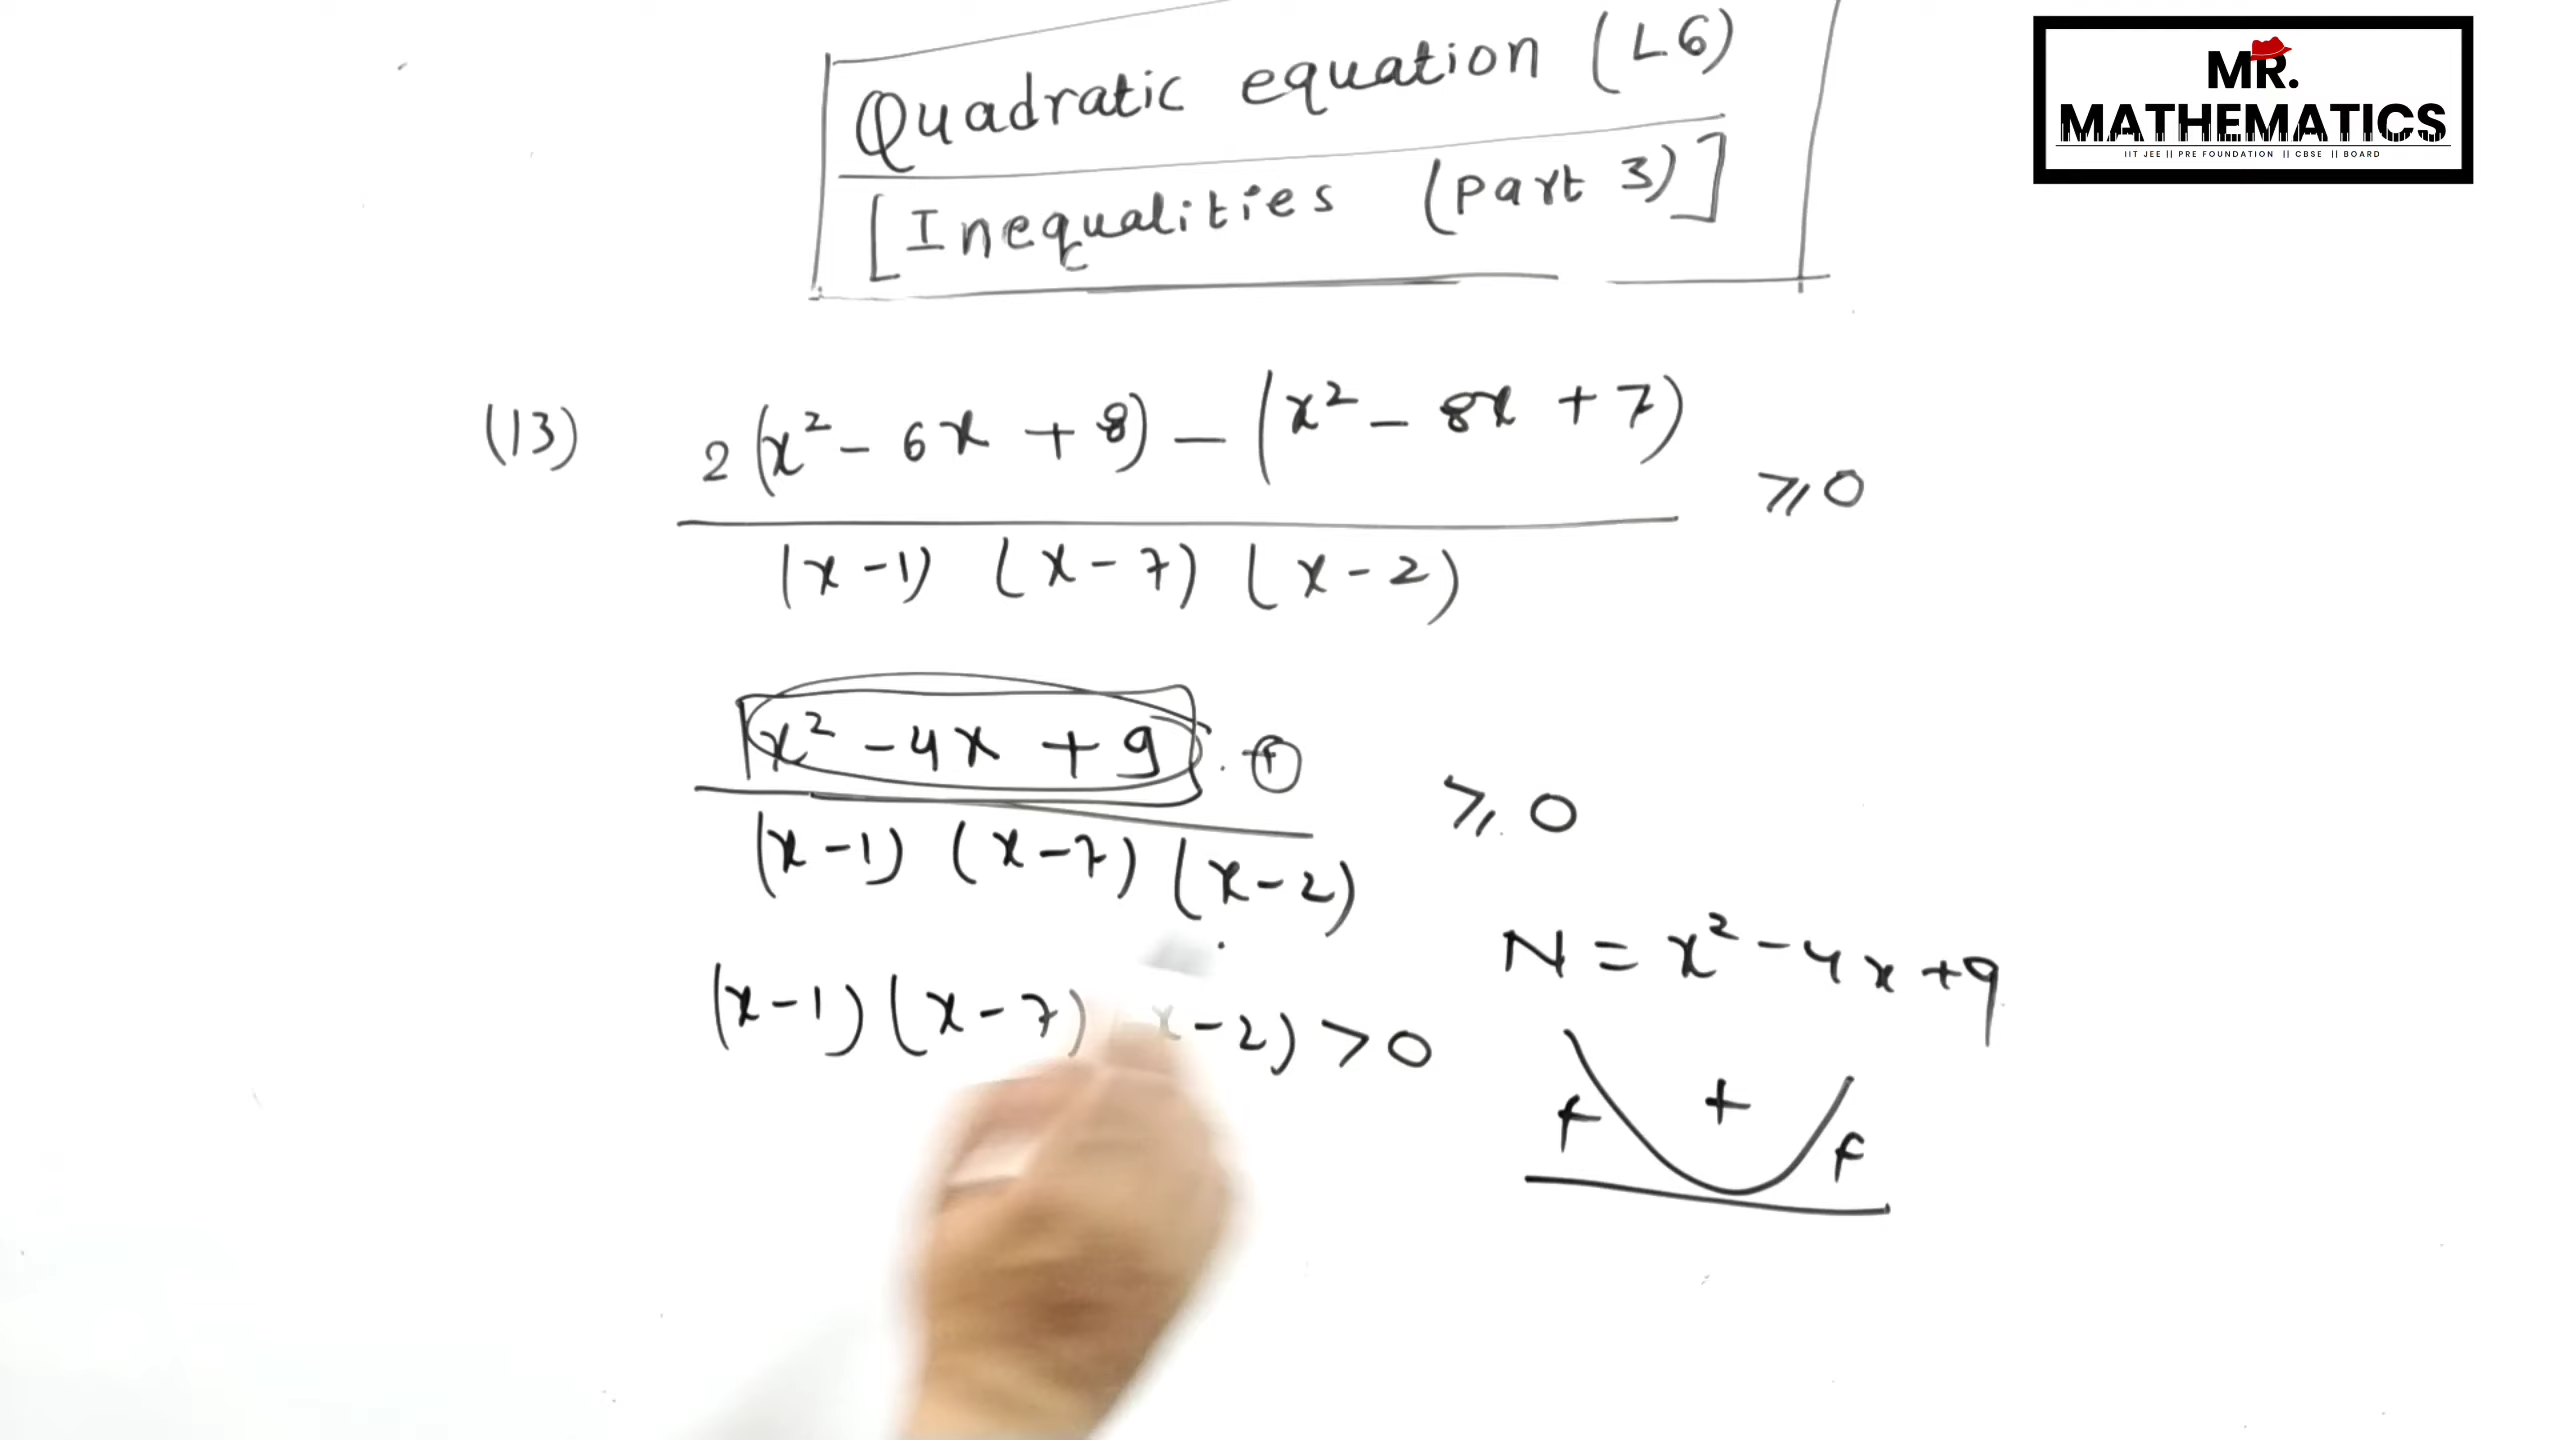 Quadratic equation (L6)
[Inequalities (part 3)]
MR.
MATHEMATICS
IIT JEE || PRE FOUNDATION || CBSE || BOARD
(13) 2(x² - 6x + 8) - (x² - 8x + 7)
⩾ 0
(x-1) (x-7) (x-2)
x² - 4x + 9 +
⩾ 0
(x-1) (x-7) (x-2)
N = x² - 4x + 9
(x-1) (x-7) x-2) > 0
+ + +